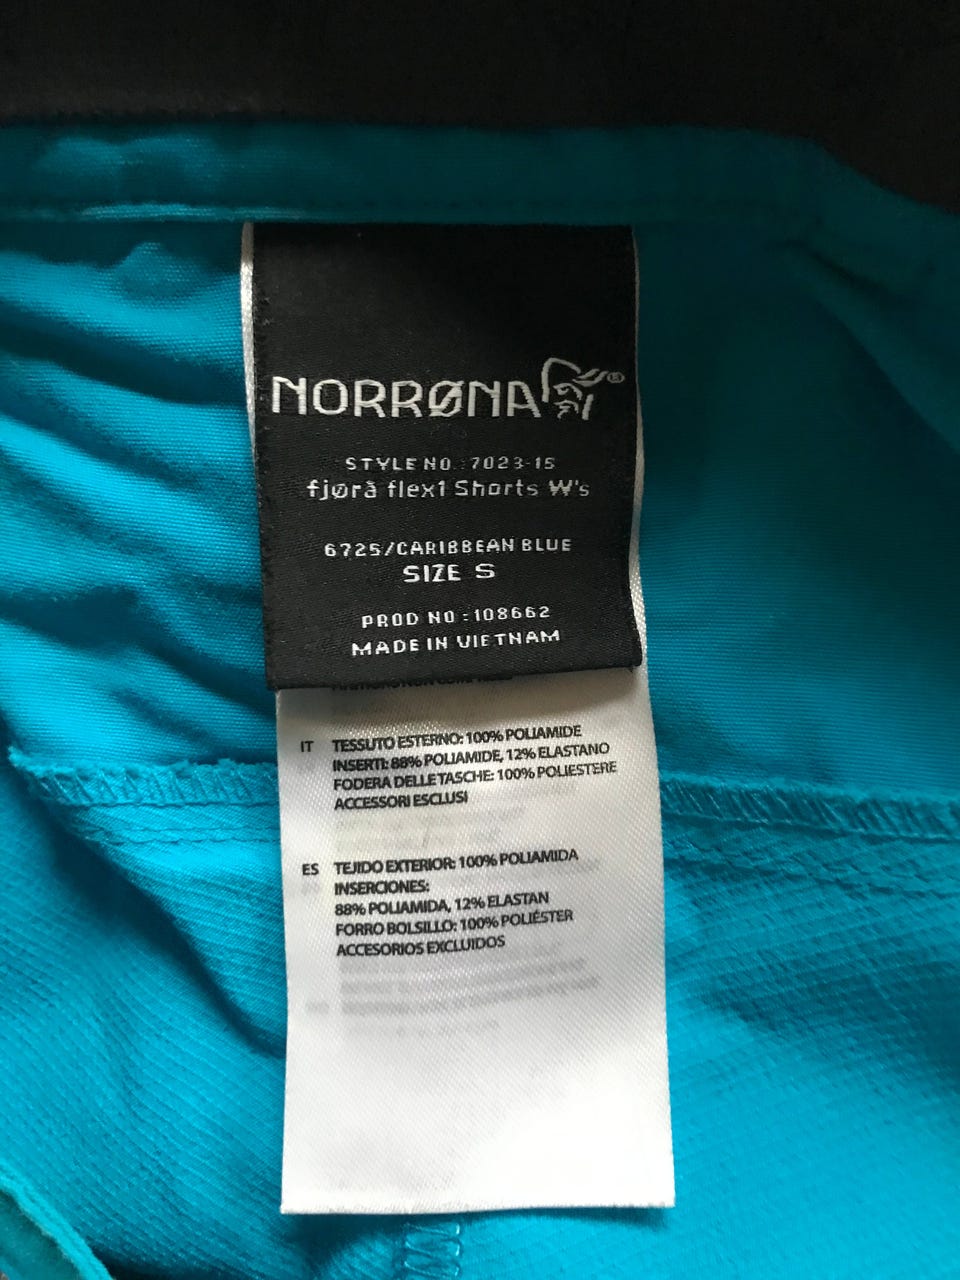 NORRØNA®
STYLE NO.:7023-15
fjørå flex1 Shorts W's
6725/CARIBBEAN BLUE
SIZE S
PROD NO:108662
MADE IN VIETNAM
IT TESSUTO ESTERNO: 100% POLIAMIDE
INSERTI: 88% POLIAMIDE, 12% ELASTANO
FODERA DELLE TASCHE: 100% POLIESTERE
ACCESSORI ESCLUSI
ES TEJIDO EXTERIOR: 100% POLIAMIDA
INSERCIONES:
88% POLIAMIDA, 12% ELASTAN
FORRO BOLSILLO: 100% POLIÉSTER
ACCESORIOS EXCLUIDOS